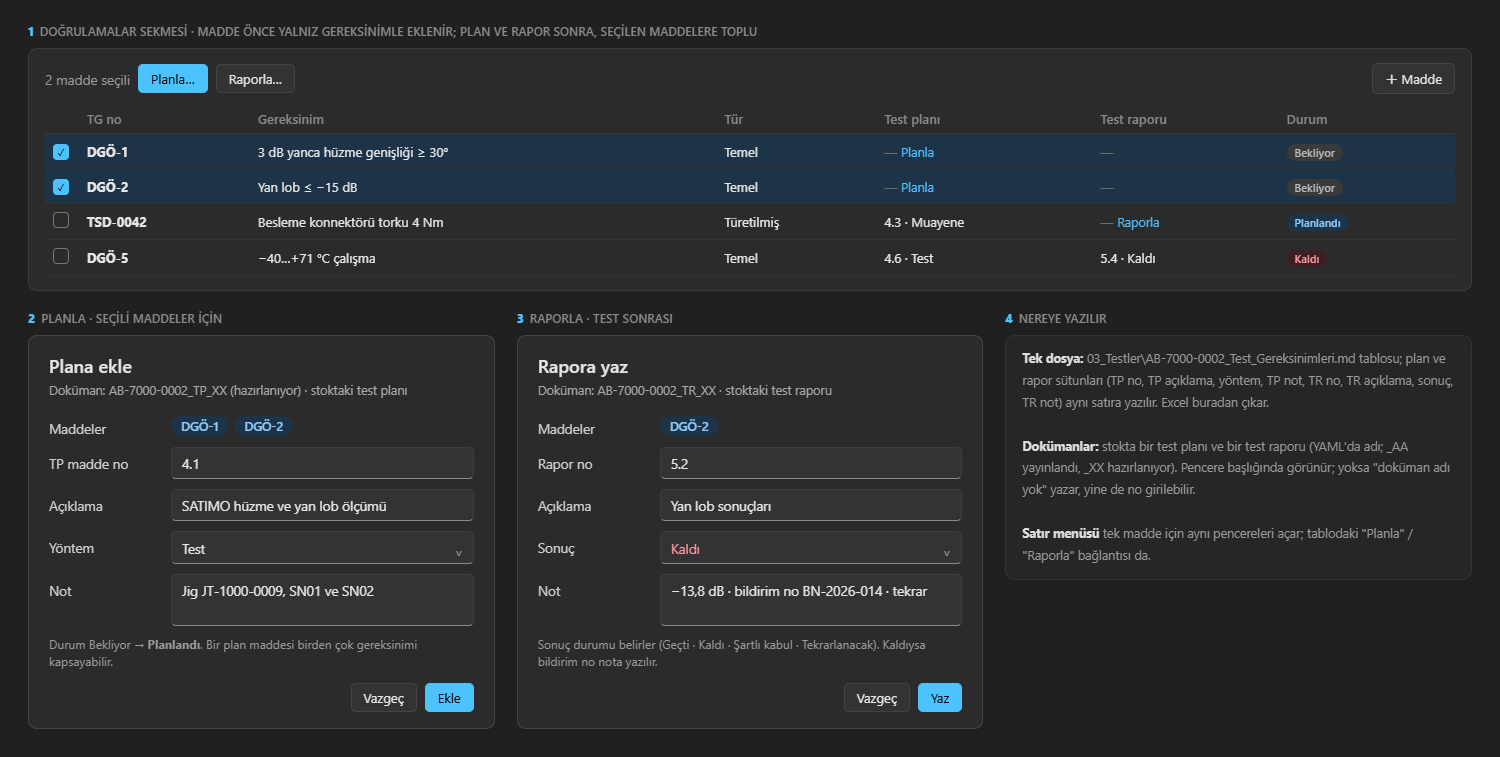 1 DOĞRULAMALAR SEKMESİ · MADDE ÖNCE YALNIZ GEREKSİNİMLE EKLENİR; PLAN VE RAPOR SONRA, SEÇİLEN MADDELERE TOPLU
2 madde seçili Planla... Raporla... + Madde
TG no Gereksinim Tür Test planı Test raporu Durum
DGÖ-1 3 dB yanca hüzme genişliği ≥ 30° Temel — Planla — Bekliyor
DGÖ-2 Yan lob ≤ −15 dB Temel — Planla — Bekliyor
TSD-0042 Besleme konnektörü torku 4 Nm Türetilmiş 4.3 · Muayene — Raporla Planlandı
DGÖ-5 −40...+71 °C çalışma Temel 4.6 · Test 5.4 · Kaldı Kaldı
2 PLANLA · SEÇİLİ MADDELER İÇİN
Plana ekle
Doküman: AB-7000-0002_TP_XX (hazırlanıyor) · stoktaki test planı
Maddeler DGÖ-1 DGÖ-2
TP madde no 4.1
Açıklama SATIMO hüzme ve yan lob ölçümü
Yöntem Test
Not Jig JT-1000-0009, SN01 ve SN02
Durum Bekliyor → Planlandı. Bir plan maddesi birden çok gereksinimi
kapsayabilir.
Vazgeç Ekle
3 RAPORLA · TEST SONRASI
Rapora yaz
Doküman: AB-7000-0002_TR_XX · stoktaki test raporu
Maddeler DGÖ-2
Rapor no 5.2
Açıklama Yan lob sonuçları
Sonuç Kaldı
Not −13,8 dB · bildirim no BN-2026-014 · tekrar
Sonuç durumu belirler (Geçti · Kaldı · Şartlı kabul · Tekrarlanacak). Kaldıysa
bildirim no nota yazılır.
Vazgeç Yaz
4 NEREYE YAZILIR
Tek dosya: 03_Testler\AB-7000-0002_Test_Gereksinimleri.md tablosu; plan ve
rapor sütunları (TP no, TP açıklama, yöntem, TP not, TR no, TR açıklama, sonuç,
TR not) aynı satıra yazılır. Excel buradan çıkar.
Dokümanlar: stokta bir test planı ve bir test raporu (YAML'da adı; _AA
yayınlandı, _XX hazırlanıyor). Pencere başlığında görünür; yoksa "doküman adı
yok" yazar, yine de no girilebilir.
Satır menüsü tek madde için aynı pencereleri açar; tablodaki "Planla" /
"Raporla" bağlantısı da.